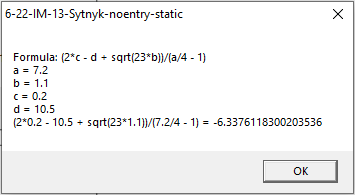 6-22-IM-13-Sytnyk-noentry-static
Formula: (2*c - d + sqrt(23*b))/(a/4 - 1)
a = 7.2
b = 1.1
c = 0.2
d = 10.5
(2*0.2 - 10.5 + sqrt(23*1.1))/(7.2/4 - 1) = -6.3376118300203536
OK